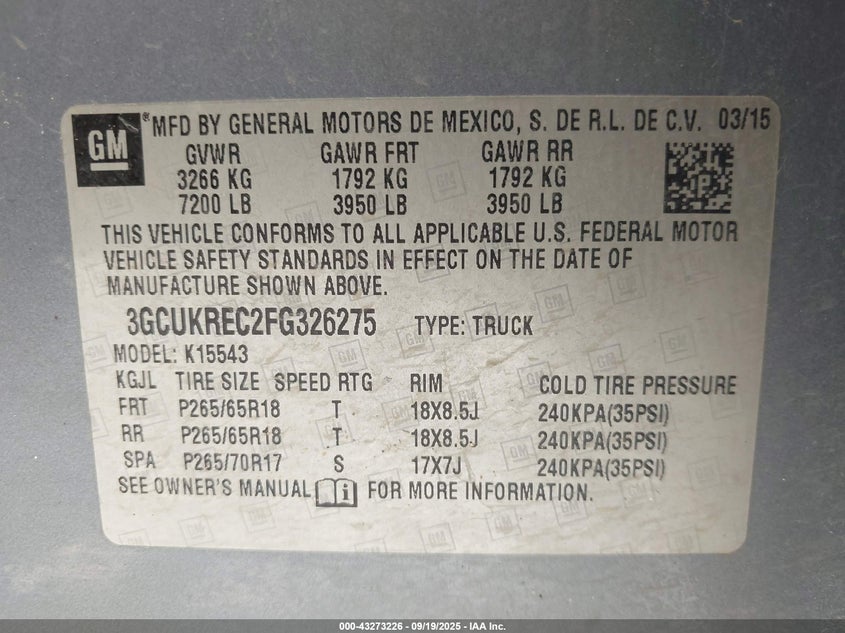 GM ® MFD BY GENERAL MOTORS DE MEXICO, S. DE R.L. DE C.V. 03/15
GVWR GAWR FRT GAWR RR
3266 KG 1792 KG 1792 KG
7200 LB 3950 LB 3950 LB
THIS VEHICLE CONFORMS TO ALL APPLICABLE U.S. FEDERAL MOTOR
VEHICLE SAFETY STANDARDS IN EFFECT ON THE DATE OF
MANUFACTURE SHOWN ABOVE.
3GCUKREC2FG326275 TYPE: TRUCK
MODEL: K15543
KGJL TIRE SIZE SPEED RTG RIM COLD TIRE PRESSURE
FRT P265/65R18 T 18X8.5J 240KPA(35PSI)
RR P265/65R18 T 18X8.5J 240KPA(35PSI)
SPA P265/70R17 S 17X7J 240KPA(35PSI)
SEE OWNER'S MANUAL FOR MORE INFORMATION.
000-43273226 - 09/19/2025 - IAA Inc.